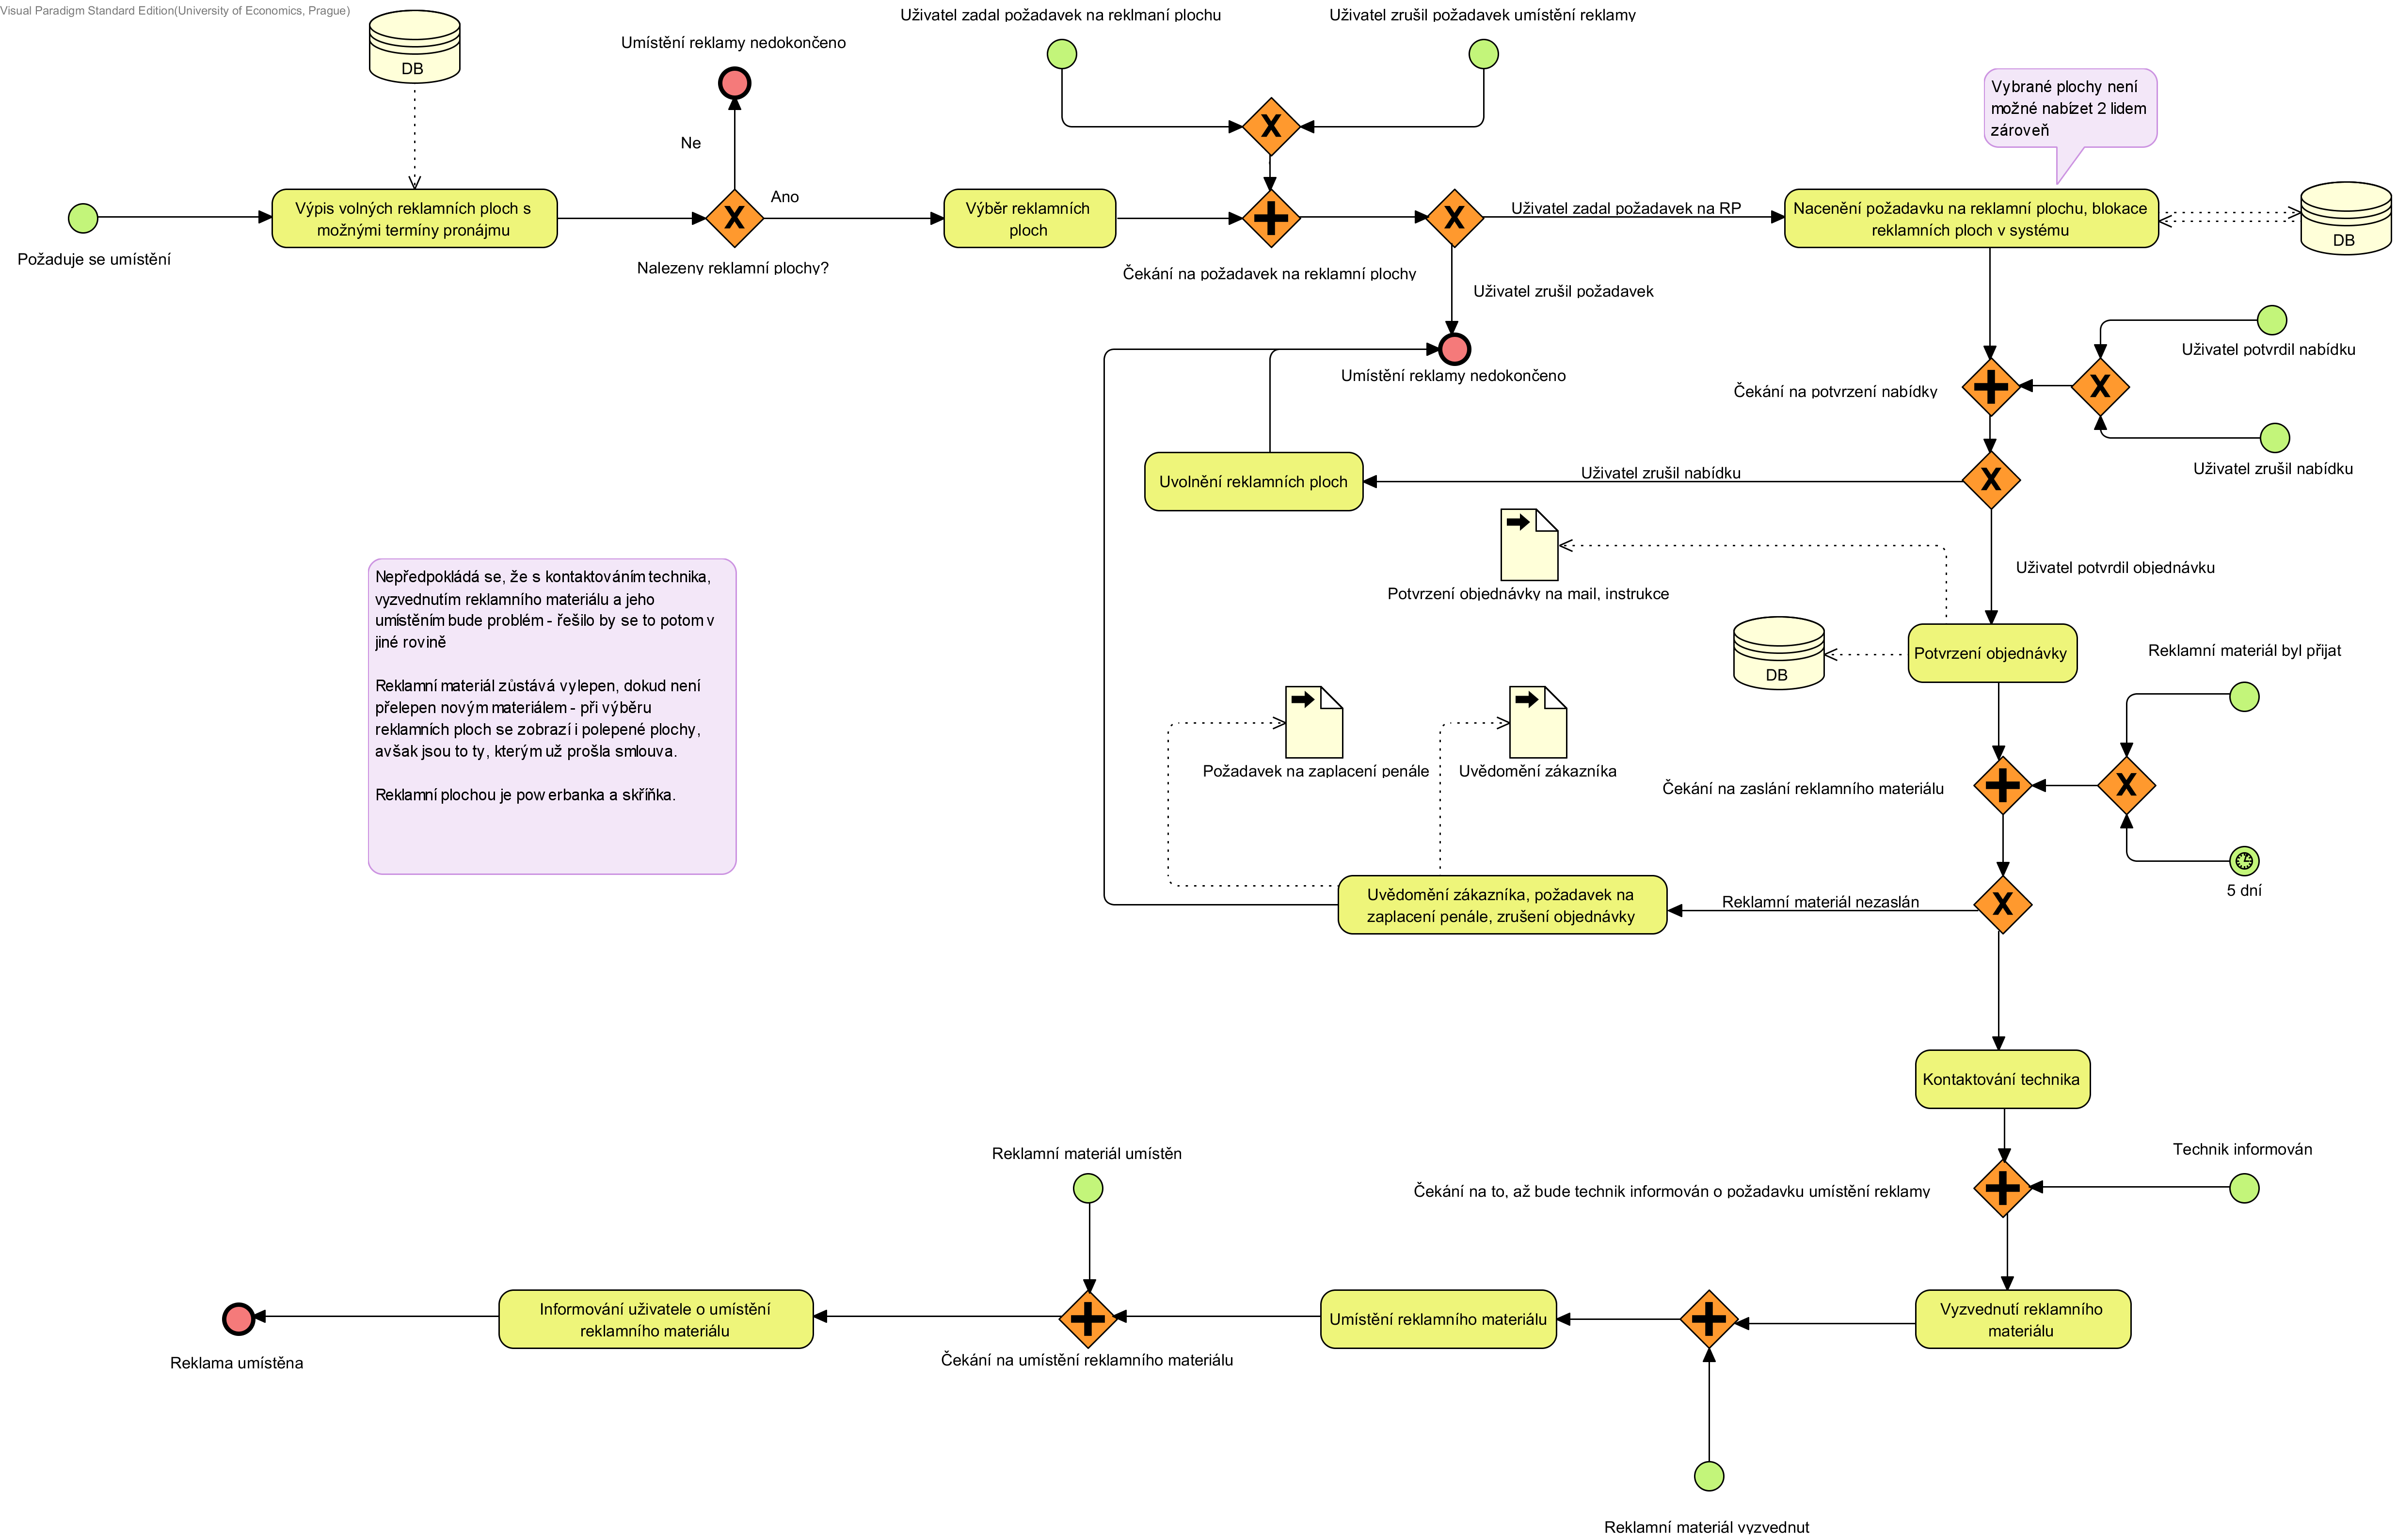 Visual Paradigm Standard Edition(University of Economics, Prague)
DB
Umístění reklamy nedokončeno
Uživatel zadal požadavek na reklmaní plochu
Uživatel zrušil požadavek umístění reklamy
Vybrané plochy není
možné nabízet 2 lidem
zároveň
Ne
Ano
X
Požaduje se umístění
Výpis volných reklamních ploch s
možnými termíny pronájmu
X
Nalezeny reklamní plochy?
Výběr reklamních
ploch
Čekání na požadavek na reklamní plochy
X
Uživatel zadal požadavek na RP
Nacenění požadavku na reklamní plochu, blokace
reklamních ploch v systému
DB
Uživatel zrušil požadavek
Umístění reklamy nedokončeno
Uživatel potvrdil nabídku
Čekání na potvrzení nabídky
X
Uživatel zrušil nabídku
Uvolnění reklamních ploch
Uživatel zrušil nabídku
X
Potvrzení objednávky na mail, instrukce
Uživatel potvrdil objednávku
Nepředpokládá se, že s kontaktováním technika,
vyzvednutím reklamního materiálu a jeho
umístěním bude problém - řešilo by se to potom v
jiné rovině
Reklamní materiál zůstává vylepen, dokud není
přelepen novým materiálem - při výběru
reklamních ploch se zobrazí i polepené plochy,
avšak jsou to ty, kterým už prošla smlouva.
Reklamní plochou je powerbanka a skříňka.
DB
Potvrzení objednávky
Reklamní materiál byl přijat
Požadavek na zaplacení penále
Uvědomění zákazníka
Čekání na zaslání reklamního materiálu
X
5 dní
Uvědomění zákazníka, požadavek na
zaplacení penále, zrušení objednávky
Reklamní materiál nezaslán
X
Kontaktování technika
Technik informován
Čekání na to, až bude technik informován o požadavku umístění reklamy
Reklamní materiál umístěn
Vyzvednutí reklamního
materiálu
Umístění reklamního materiálu
Čekání na umístění reklamního materiálu
Informování uživatele o umístění
reklamního materiálu
Reklama umístěna
Reklamní materiál vyzvednut